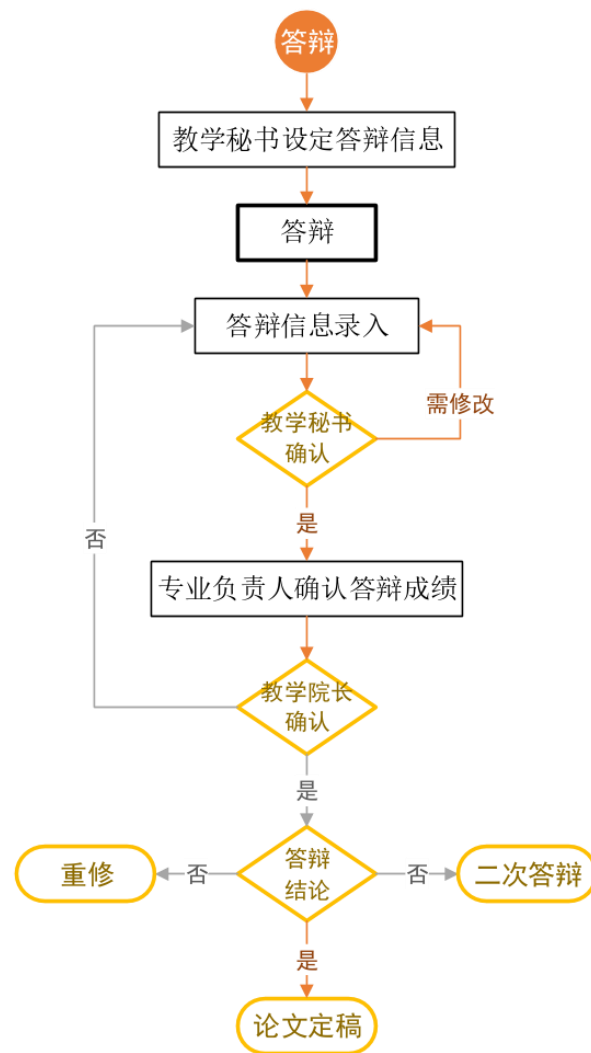 答辩
教学秘书设定答辩信息
答辩
答辩信息录入
需修改
教学秘书
确认
是
否
专业负责人确认答辩成绩
教学院长
确认
是
重修
否
答辩
结论
否
二次答辩
是
论文定稿